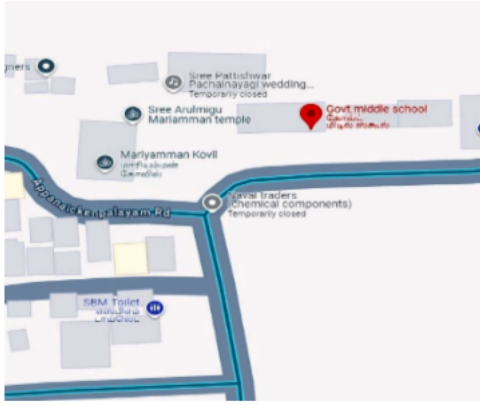 gners
Sree Pattishwar
Pachainayagi wedding...
Temporarily closed
Sree Arulmigu
Mariamman temple
Govt middle school
Mariyamman Kovil
Appanaickenpalayam Rd
Naval traders
(chemical components)
Temporarily closed
SBM Toilet